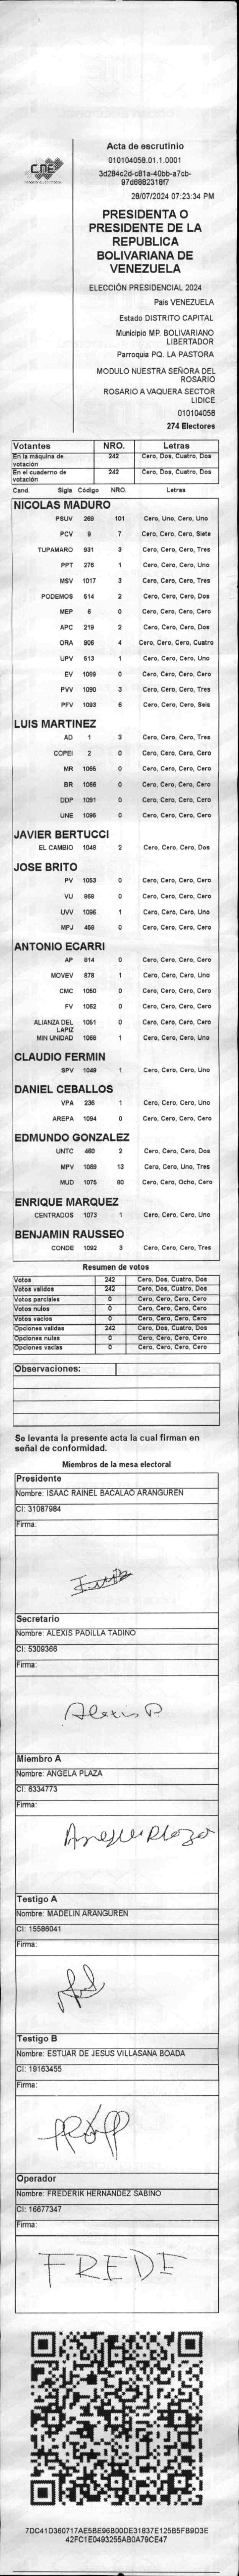 Acta de escrutinio
010104058.01.1.0001
3d284c2d-c81a-40bb-a7cb-
97d6882318f7
28/07/2024 07:23:34 PM
CNE
PRESIDENTA O
PRESIDENTE DE LA
REPUBLICA
BOLIVARIANA DE
VENEZUELA
ELECCIÓN PRESIDENCIAL 2024
Pais VENEZUELA
Estado DISTRITO CAPITAL
Municipio MP. BOLIVARIANO
LIBERTADOR
Parroquia PQ. LA PASTORA
MODULO NUESTRA SEÑORA DEL
ROSARIO
ROSARIO A VAQUERA SECTOR
LIDICE
010104058
274 Electores
Votantes NRO. Letras
En la máquina de votación 242 Cero, Dos, Cuatro, Dos
En el cuaderno de votación 242 Cero, Dos, Cuatro, Dos
Cand. Sigla Código NRO. Letras
NICOLAS MADURO
PSUV 269 101 Cero, Uno, Cero, Uno
PCV 9 7 Cero, Cero, Cero, Siete
TUPAMARO 931 3 Cero, Cero, Cero, Tres
PPT 276 1 Cero, Cero, Cero, Uno
MSV 1017 3 Cero, Cero, Cero, Tres
PODEMOS 514 2 Cero, Cero, Cero, Dos
MEP 6 0 Cero, Cero, Cero, Cero
APC 219 2 Cero, Cero, Cero, Dos
ORA 906 4 Cero, Cero, Cero, Cuatro
UPV 513 1 Cero, Cero, Cero, Uno
EV 1089 0 Cero, Cero, Cero, Cero
PVV 1090 3 Cero, Cero, Cero, Tres
PFV 1093 6 Cero, Cero, Cero, Seis
LUIS MARTINEZ
AD 1 3 Cero, Cero, Cero, Tres
COPEI 2 0 Cero, Cero, Cero, Cero
MR 1066 0 Cero, Cero, Cero, Cero
BR 0 Cero, Cero, Cero, Cero
DDP 1091 0 Cero, Cero, Cero, Cero
UNE 1095 0 Cero, Cero, Cero, Cero
JAVIER BERTUCCI
EL CAMBIO 1048 2 Cero, Cero, Cero, Dos
JOSE BRITO
PV 1053 0 Cero, Cero, Cero, Cero
VU 868 0 Cero, Cero, Cero, Cero
UVV 1096 1 Cero, Cero, Cero, Uno
MPJ 458 0 Cero, Cero, Cero, Cero
ANTONIO ECARRI
AP 814 0 Cero, Cero, Cero, Cero
MOVEV 878 1 Cero, Cero, Cero, Uno
CMC 1050 0 Cero, Cero, Cero, Cero
FV 1062 0 Cero, Cero, Cero, Cero
ALIANZA DEL LAPIZ 1051 0 Cero, Cero, Cero, Cero
MIN UNIDAD 1068 1 Cero, Cero, Cero, Uno
CLAUDIO FERMIN
SPV 1049 1 Cero, Cero, Cero, Uno
DANIEL CEBALLOS
VPA 236 1 Cero, Cero, Cero, Uno
AREPA 1094 0 Cero, Cero, Cero, Cero
EDMUNDO GONZALEZ
UNTC 460 2 Cero, Cero, Cero, Dos
MPV 1069 13 Cero, Cero, Uno, Tres
MUD 1075 80 Cero, Cero, Ocho, Cero
ENRIQUE MARQUEZ
CENTRADOS 1073 1 Cero, Cero, Cero, Uno
BENJAMIN RAUSSEO
CONDE 1092 3 Cero, Cero, Cero, Tres
Resumen de votos
Votos 242 Cero, Dos, Cuatro, Dos
Votos validos 242 Cero, Dos, Cuatro, Dos
Votos parciales 0 Cero, Cero, Cero, Cero
Votos nulos 0 Cero, Cero, Cero, Cero
Votos vacios 0 Cero, Cero, Cero, Cero
Opciones validas 242 Cero, Dos, Cuatro, Dos
Opciones nulas 0 Cero, Cero, Cero, Cero
Opciones vacias 0 Cero, Cero, Cero, Cero
Observaciones:
Se levanta la presente acta la cual firman en
señal de conformidad.
Miembros de la mesa electoral
Presidente
Nombre: ISAAC RAINEL BACALAO ARANGUREN
CI: 31087984
Firma:
Secretario
Nombre: ALEXIS PADILLA TADINO
CI: 5309366
Firma:
Alexis P
Miembro A
Nombre: ANGELA PLAZA
CI: 6334773
Firma:
Angela Plaza
Testigo A
Nombre: MADELIN ARANGUREN
CI: 15586041
Firma:
Testigo B
Nombre: ESTUAR DE JESUS VILLASANA BOADA
CI: 19163455
Firma:
Operador
Nombre: FREDERIK HERNANDEZ SABINO
CI: 16677347
Firma:
FREDE
7DC41D360717AE5BE96B00DE31837E125B5FB9D3E
42FC1E0493255AB0A79CE47